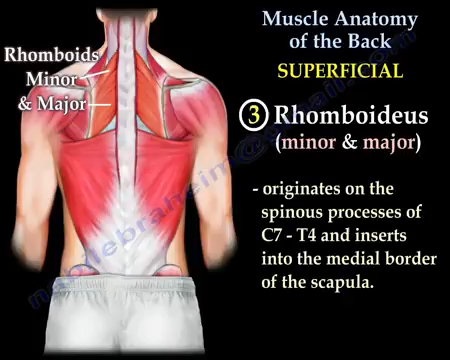 Muscle Anatomy
of the Back
SUPERFICIAL
Rhomboids
Minor
& Major
3 Rhomboideus
(minor & major)
- originates on the
spinous processes of
C7 - T4 and inserts
into the medial border
of the scapula.